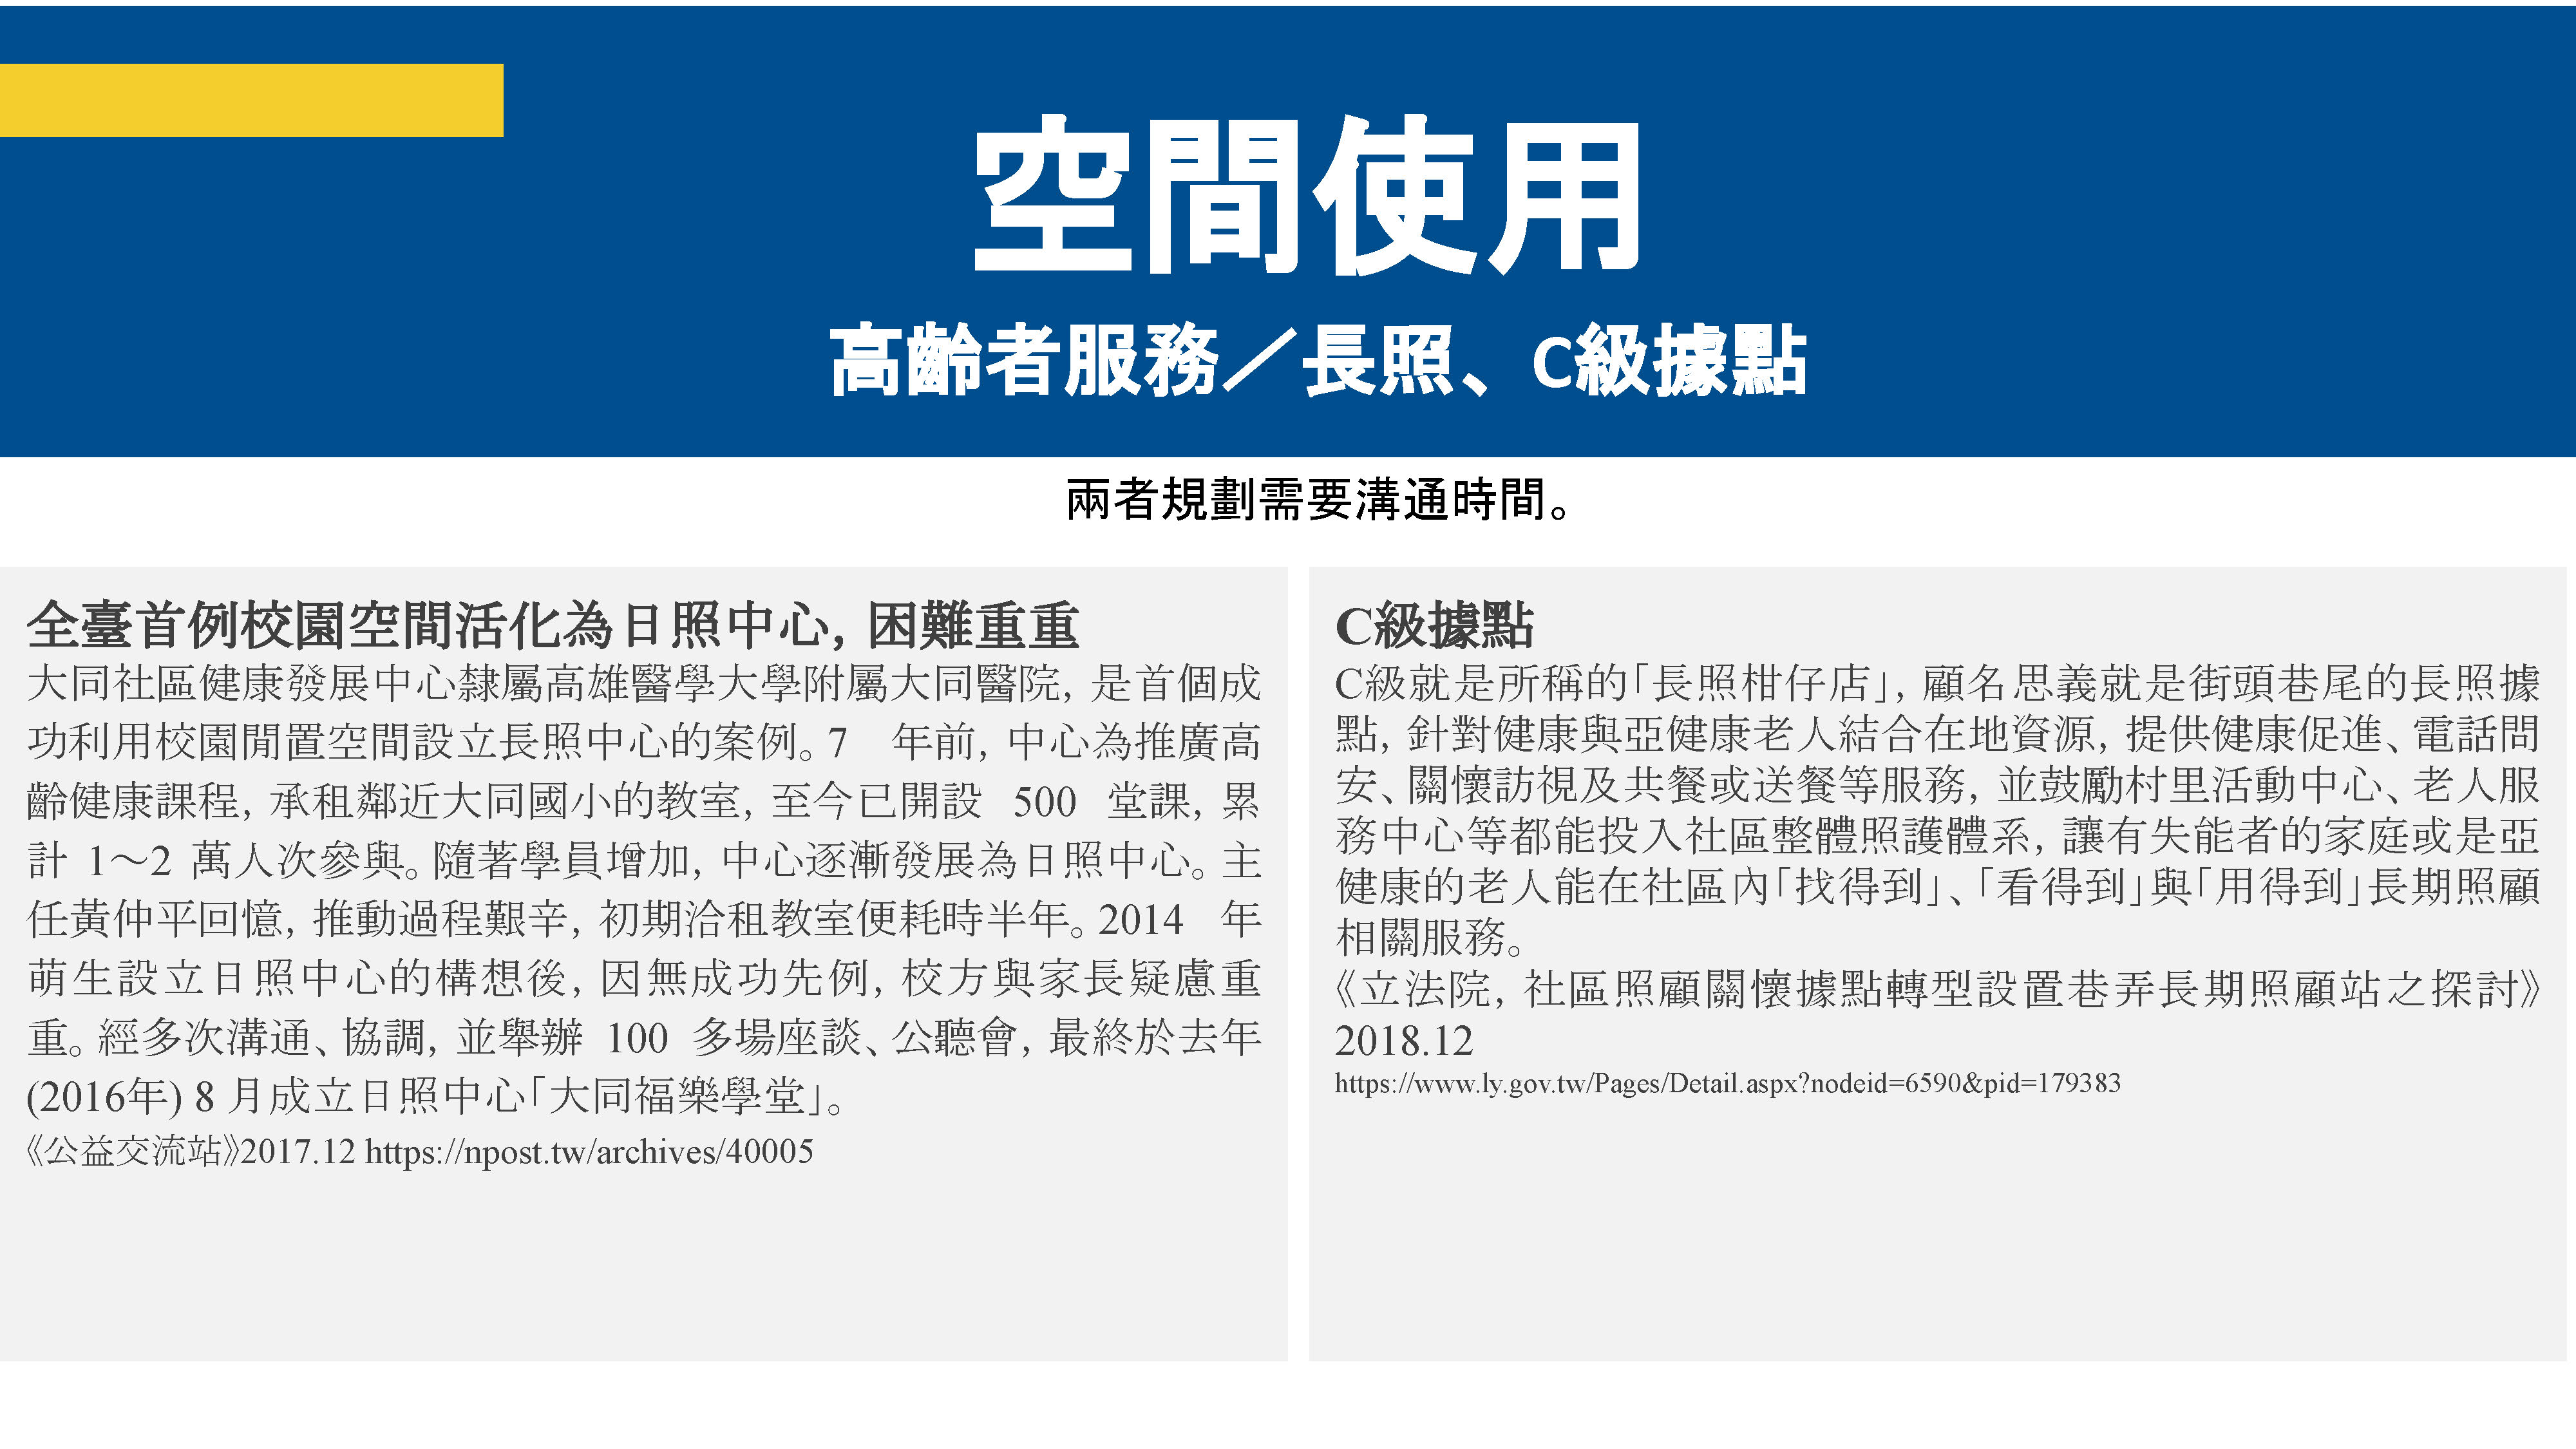 空間使用
高齡者服務／長照、C級據點
兩者規劃需要溝通時間。
全臺首例校園空間活化為日照中心，困難重重
大同社區健康發展中心隸屬高雄醫學大學附屬大同醫院，是首個成
功利用校園閒置空間設立長照中心的案例。7 年前，中心為推廣高
齡健康課程，承租鄰近大同國小的教室，至今已開設 500 堂課，累
計 1～2 萬人次參與。隨著學員增加，中心逐漸發展為日照中心。主
任黃仲平回憶，推動過程艱辛，初期洽租教室便耗時半年。2014 年
萌生設立日照中心的構想後，因無成功先例，校方與家長疑慮重
重。經多次溝通、協調，並舉辦 100 多場座談、公聽會，最終於去年
(2016年) 8 月成立日照中心「大同福樂學堂」。
《公益交流站》2017.12 https://npost.tw/archives/40005
C級據點
C級就是所稱的「長照柑仔店」，顧名思義就是街頭巷尾的長照據
點，針對健康與亞健康老人結合在地資源，提供健康促進、電話問
安、關懷訪視及共餐或送餐等服務，並鼓勵村里活動中心、老人服
務中心等都能投入社區整體照護體系，讓有失能者的家庭或是亞
健康的老人能在社區內「找得到」、「看得到」與「用得到」長期照顧
相關服務。
《立法院，社區照顧關懷據點轉型設置巷弄長期照顧站之探討》
2018.12
https://www.ly.gov.tw/Pages/Detail.aspx?nodeid=6590&pid=179383